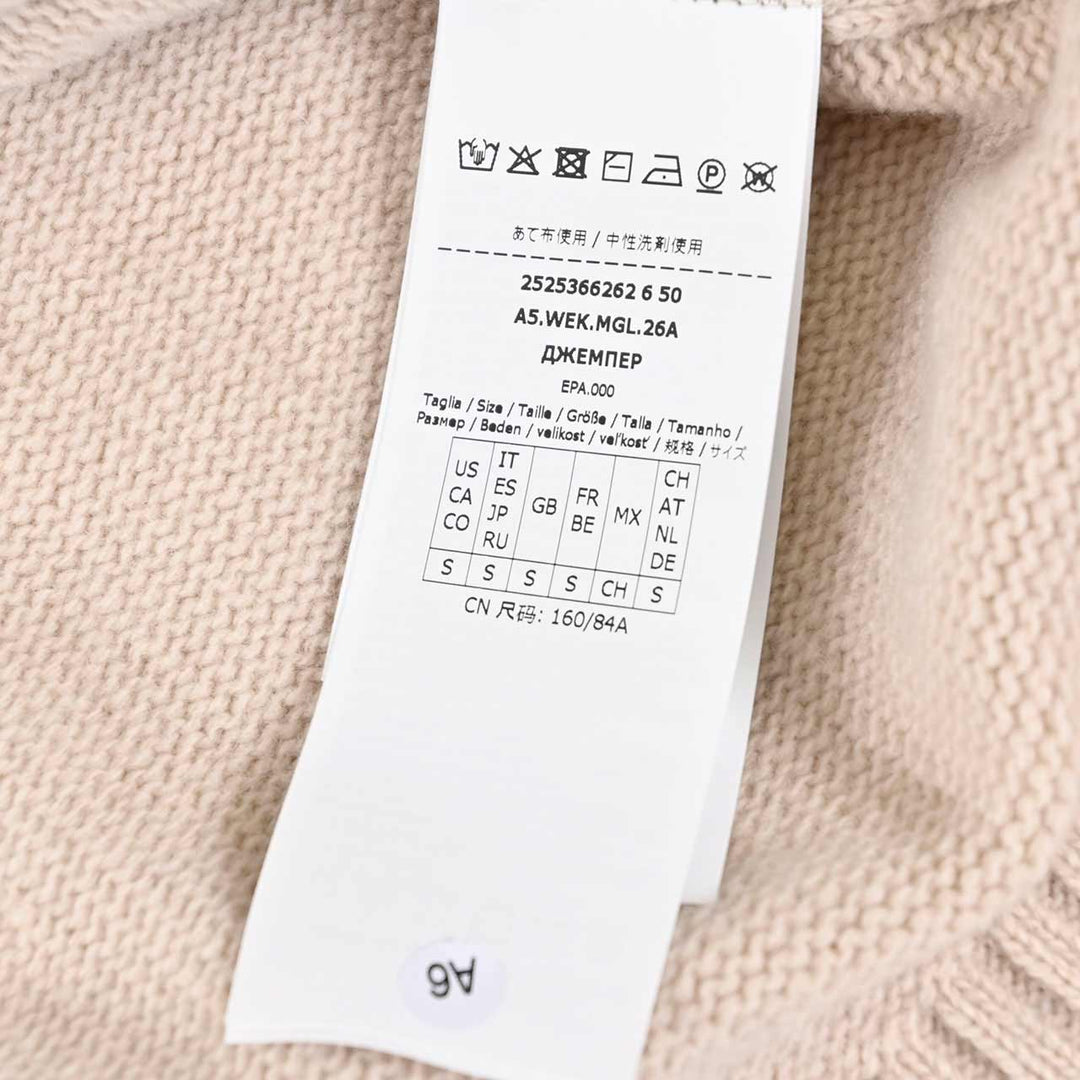 P W
あて布使用 / 中性洗剤使用
2525366262 6 50
A5.WEK.MGL.26A
ДЖЕМПЕР
EPA.000
Taglia / Size / Taille / Größe / Talla / Tamanho /
Размер / Beden / velikost / veľkosť / 规格 / サイズ
US CA CO IT ES JP RU GB FR BE MX CH AT NL DE
S S S S CH S
CN 尺码: 160/84A
A6